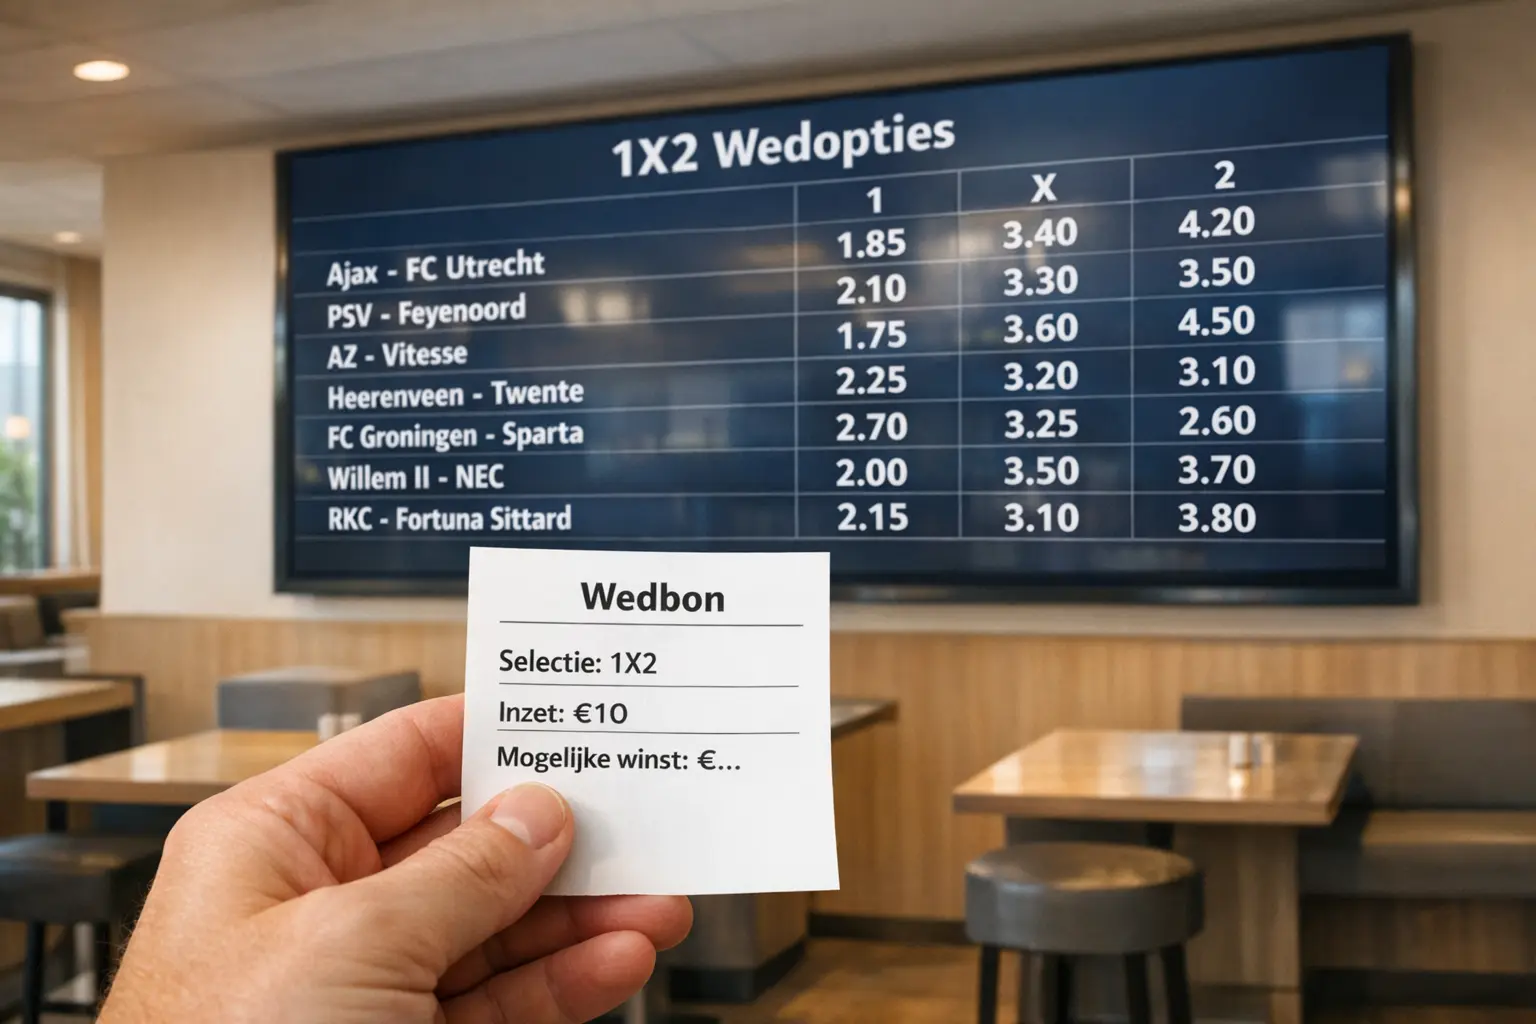 1X2 Wedopties
1 X 2
Ajax - FC Utrecht 1.85 3.40 4.20
PSV - Feyenoord 2.10 3.30 3.50
AZ - Vitesse 1.75 3.60 4.50
Heerenveen - Twente 2.25 3.20 3.10
FC Groningen - Sparta 2.70 3.25 2.60
Willem II - NEC 2.00 3.50 3.70
RKC - Fortuna Sittard 2.15 3.10 3.80
Wedbon
Selectie: 1X2
Inzet: €10
Mogelijke winst: €...